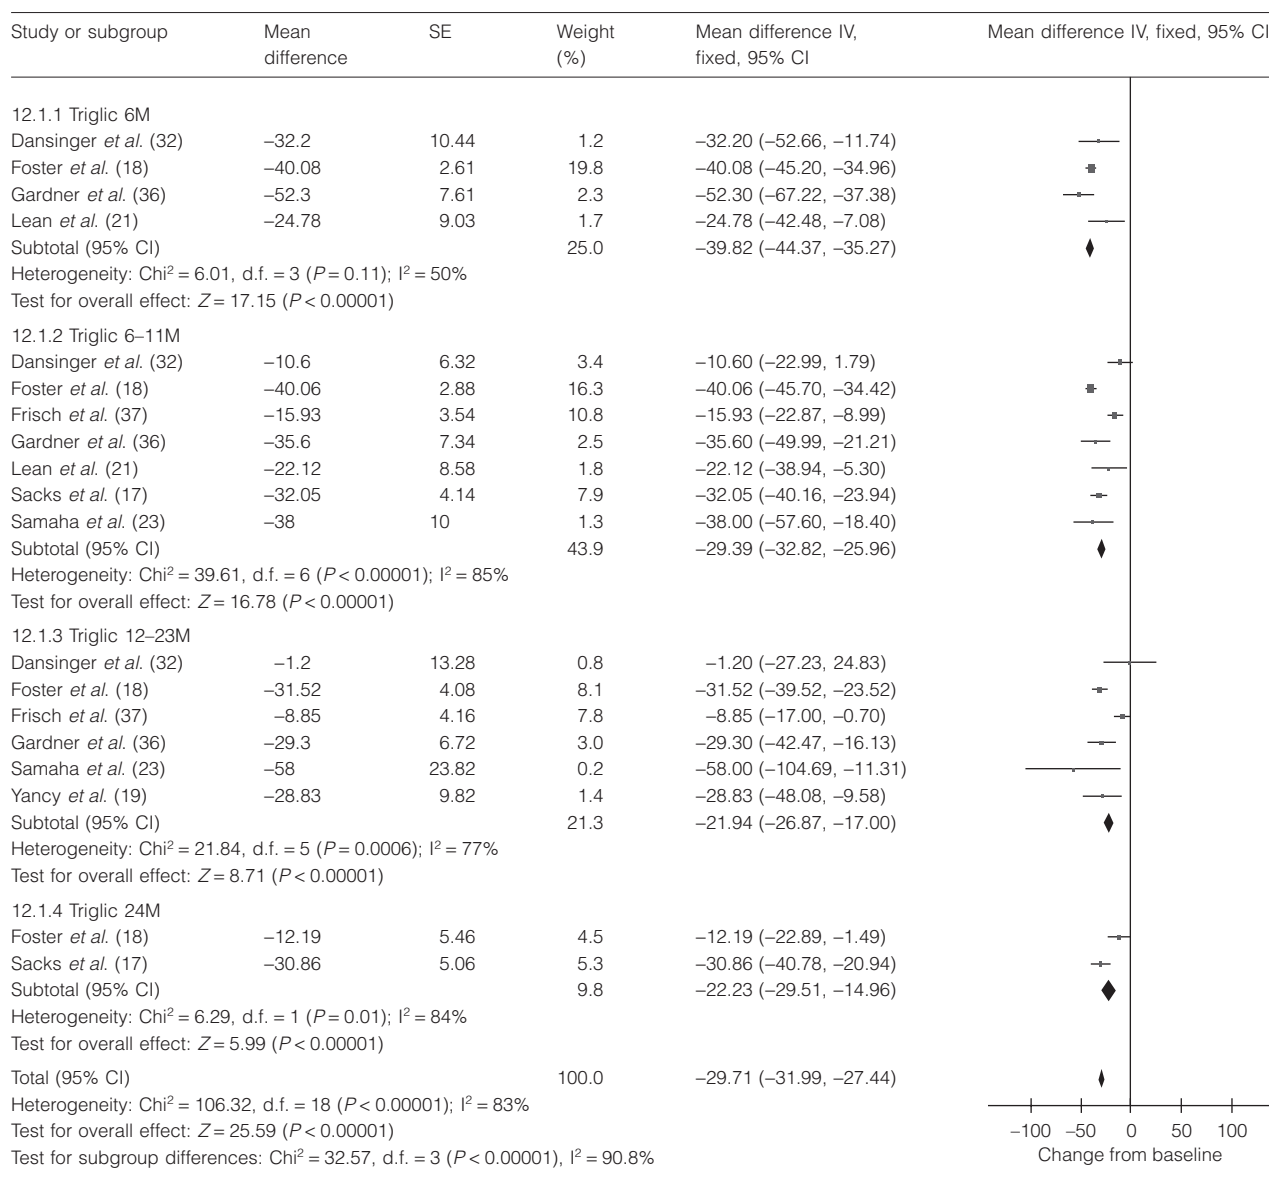 Study or subgroup Mean difference SE Weight (%) Mean difference IV, fixed, 95% CI Mean difference IV, fixed, 95% CI
12.1.1 Triglic 6M
Dansinger et al. (32) –32.2 10.44 1.2 –32.20 (–52.66, –11.74)
Foster et al. (18) –40.08 2.61 19.8 –40.08 (–45.20, –34.96)
Gardner et al. (36) –52.3 7.61 2.3 –52.30 (–67.22, –37.38)
Lean et al. (21) –24.78 9.03 1.7 –24.78 (–42.48, –7.08)
Subtotal (95% CI) 25.0 –39.82 (–44.37, –35.27)
Heterogeneity: Chi² = 6.01, d.f. = 3 (P = 0.11); I² = 50%
Test for overall effect: Z = 17.15 (P < 0.00001)
12.1.2 Triglic 6–11M
Dansinger et al. (32) –10.6 6.32 3.4 –10.60 (–22.99, 1.79)
Foster et al. (18) –40.06 2.88 16.3 –40.06 (–45.70, –34.42)
Frisch et al. (37) –15.93 3.54 10.8 –15.93 (–22.87, –8.99)
Gardner et al. (36) –35.6 7.34 2.5 –35.60 (–49.99, –21.21)
Lean et al. (21) –22.12 8.58 1.8 –22.12 (–38.94, –5.30)
Sacks et al. (17) –32.05 4.14 7.9 –32.05 (–40.16, –23.94)
Samaha et al. (23) –38 10 1.3 –38.00 (–57.60, –18.40)
Subtotal (95% CI) 43.9 –29.39 (–32.82, –25.96)
Heterogeneity: Chi² = 39.61, d.f. = 6 (P < 0.00001); I² = 85%
Test for overall effect: Z = 16.78 (P < 0.00001)
12.1.3 Triglic 12–23M
Dansinger et al. (32) –1.2 13.28 0.8 –1.20 (–27.23, 24.83)
Foster et al. (18) –31.52 4.08 8.1 –31.52 (–39.52, –23.52)
Frisch et al. (37) –8.85 4.16 7.8 –8.85 (–17.00, –0.70)
Gardner et al. (36) –29.3 6.72 3.0 –29.30 (–42.47, –16.13)
Samaha et al. (23) –58 23.82 0.2 –58.00 (–104.69, –11.31)
Yancy et al. (19) –28.83 9.82 1.4 –28.83 (–48.08, –9.58)
Subtotal (95% CI) 21.3 –21.94 (–26.87, –17.00)
Heterogeneity: Chi² = 21.84, d.f. = 5 (P = 0.0006); I² = 77%
Test for overall effect: Z = 8.71 (P < 0.00001)
12.1.4 Triglic 24M
Foster et al. (18) –12.19 5.46 4.5 –12.19 (–22.89, –1.49)
Sacks et al. (17) –30.86 5.06 5.3 –30.86 (–40.78, –20.94)
Subtotal (95% CI) 9.8 –22.23 (–29.51, –14.96)
Heterogeneity: Chi² = 6.29, d.f. = 1 (P = 0.01); I² = 84%
Test for overall effect: Z = 5.99 (P < 0.00001)
Total (95% CI) 100.0 –29.71 (–31.99, –27.44)
Heterogeneity: Chi² = 106.32, d.f. = 18 (P < 0.00001); I² = 83%
Test for overall effect: Z = 25.59 (P < 0.00001)
Test for subgroup differences: Chi² = 32.57, d.f. = 3 (P < 0.00001), I² = 90.8%
–100 –50 0 50 100
Change from baseline